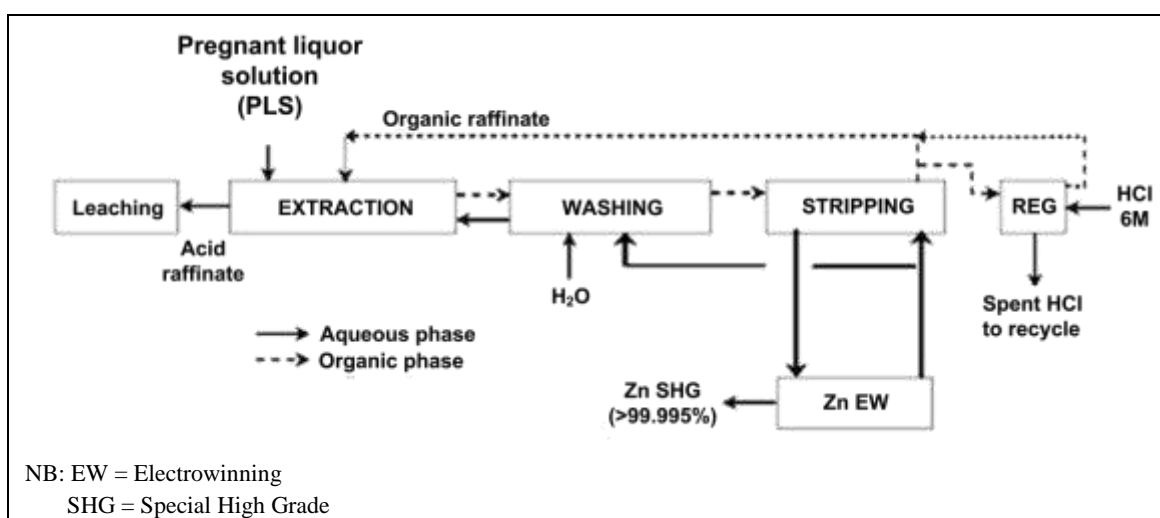 Pregnant liquor
solution
(PLS)
Organic raffinate
Leaching
EXTRACTION
WASHING
STRIPPING
REG
HCl
6M
Acid
raffinate
H₂O
Spent HCl
to recycle
Aqueous phase
Organic phase
Zn SHG
(>99.995%)
Zn EW
NB: EW = Electrowinning
SHG = Special High Grade